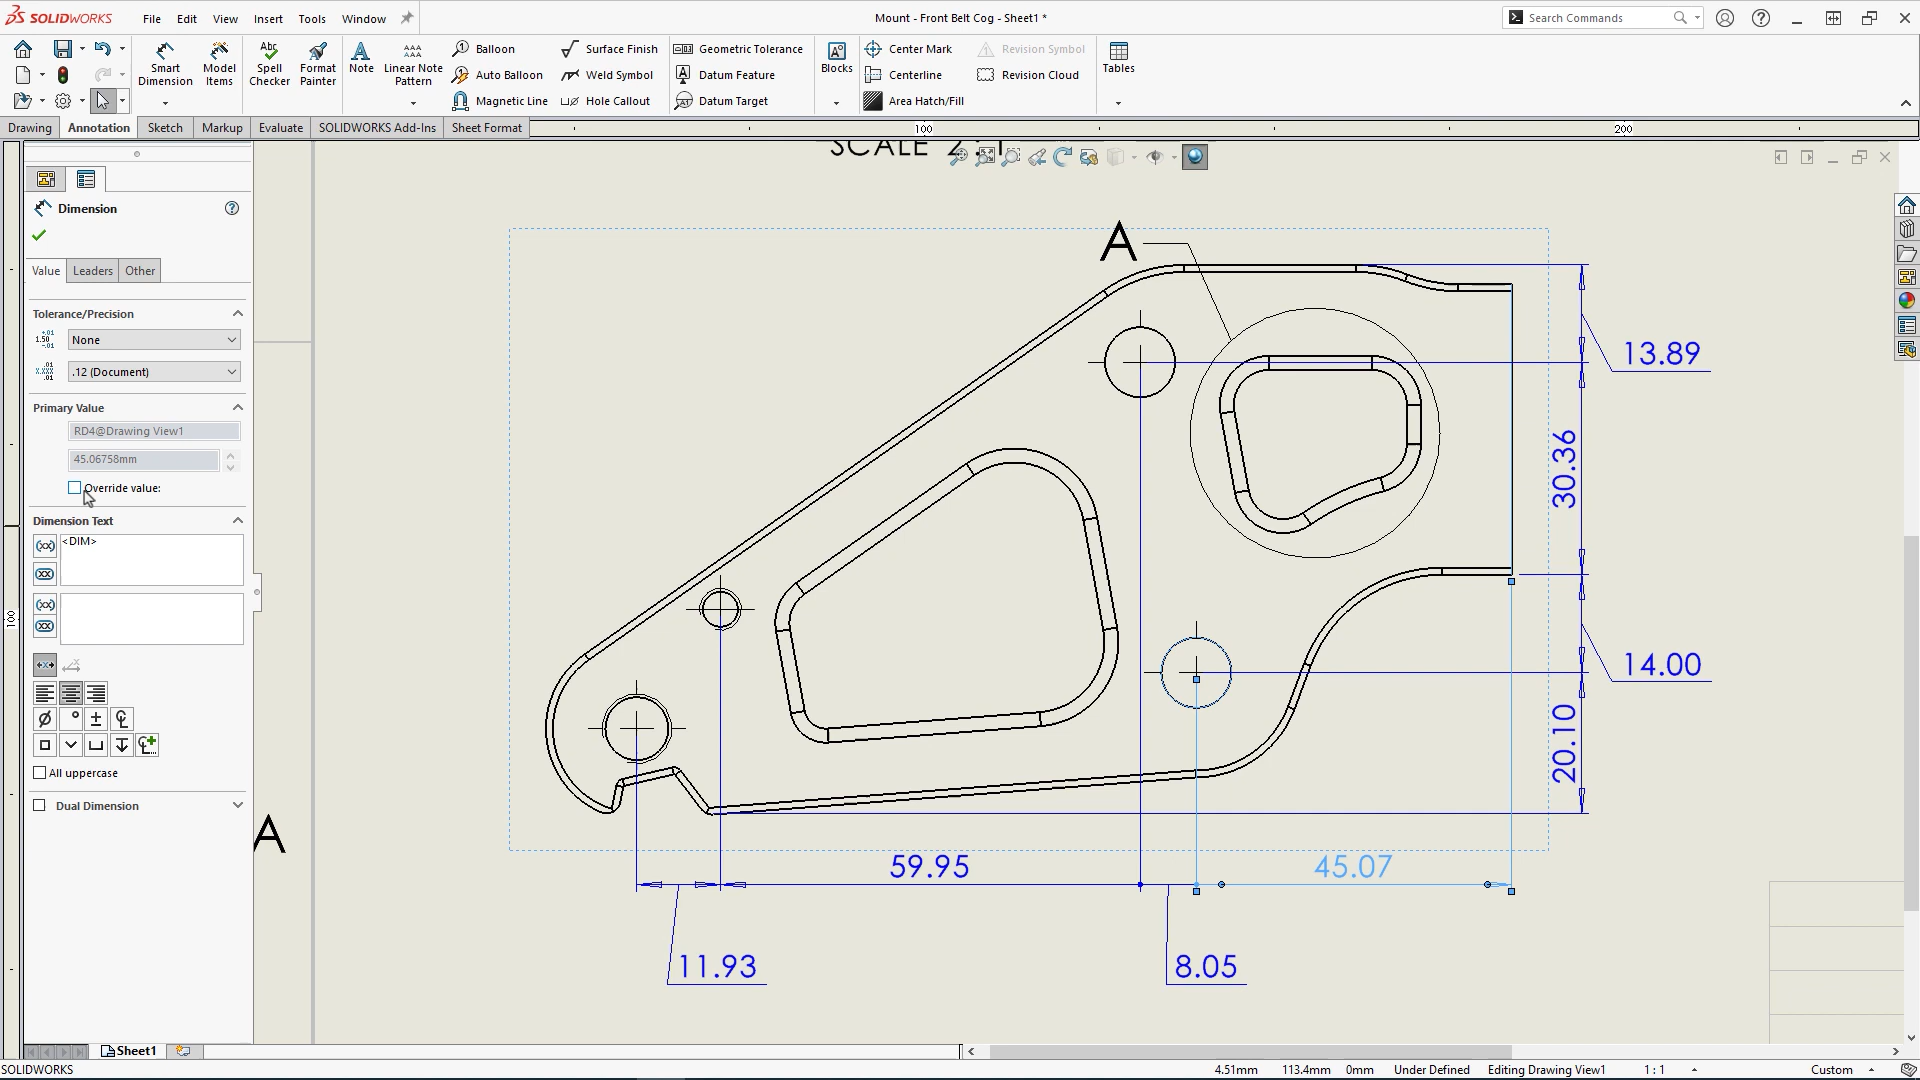 SOLIDWORKS
File Edit View Insert Tools Window
Mount - Front Belt Cog - Sheet1 *
Search Commands
Smart Dimension
Model Items
Spell Checker
Format Painter
Note
Linear Note Pattern
Balloon
Auto Balloon
Magnetic Line
Surface Finish
Weld Symbol
Hole Callout
Geometric Tolerance
Datum Feature
Datum Target
Blocks
Center Mark
Centerline
Area Hatch/Fill
Revision Symbol
Revision Cloud
Tables
Drawing Annotation Sketch Markup Evaluate SOLIDWORKS Add-Ins Sheet Format
100
200
SCALE 2 : 1
Dimension
Value Leaders Other
Tolerance/Precision
None
.12 (Document)
Primary Value
RD4@Drawing View1
45.06758mm
Override value:
Dimension Text
<DIM>
All uppercase
Dual Dimension
100
A
A
13.89
30.36
14.00
20.10
59.95
45.07
11.93
8.05
Sheet1
SOLIDWORKS
4.51mm 113.4mm 0mm Under Defined Editing Drawing View1 1 : 1 Custom